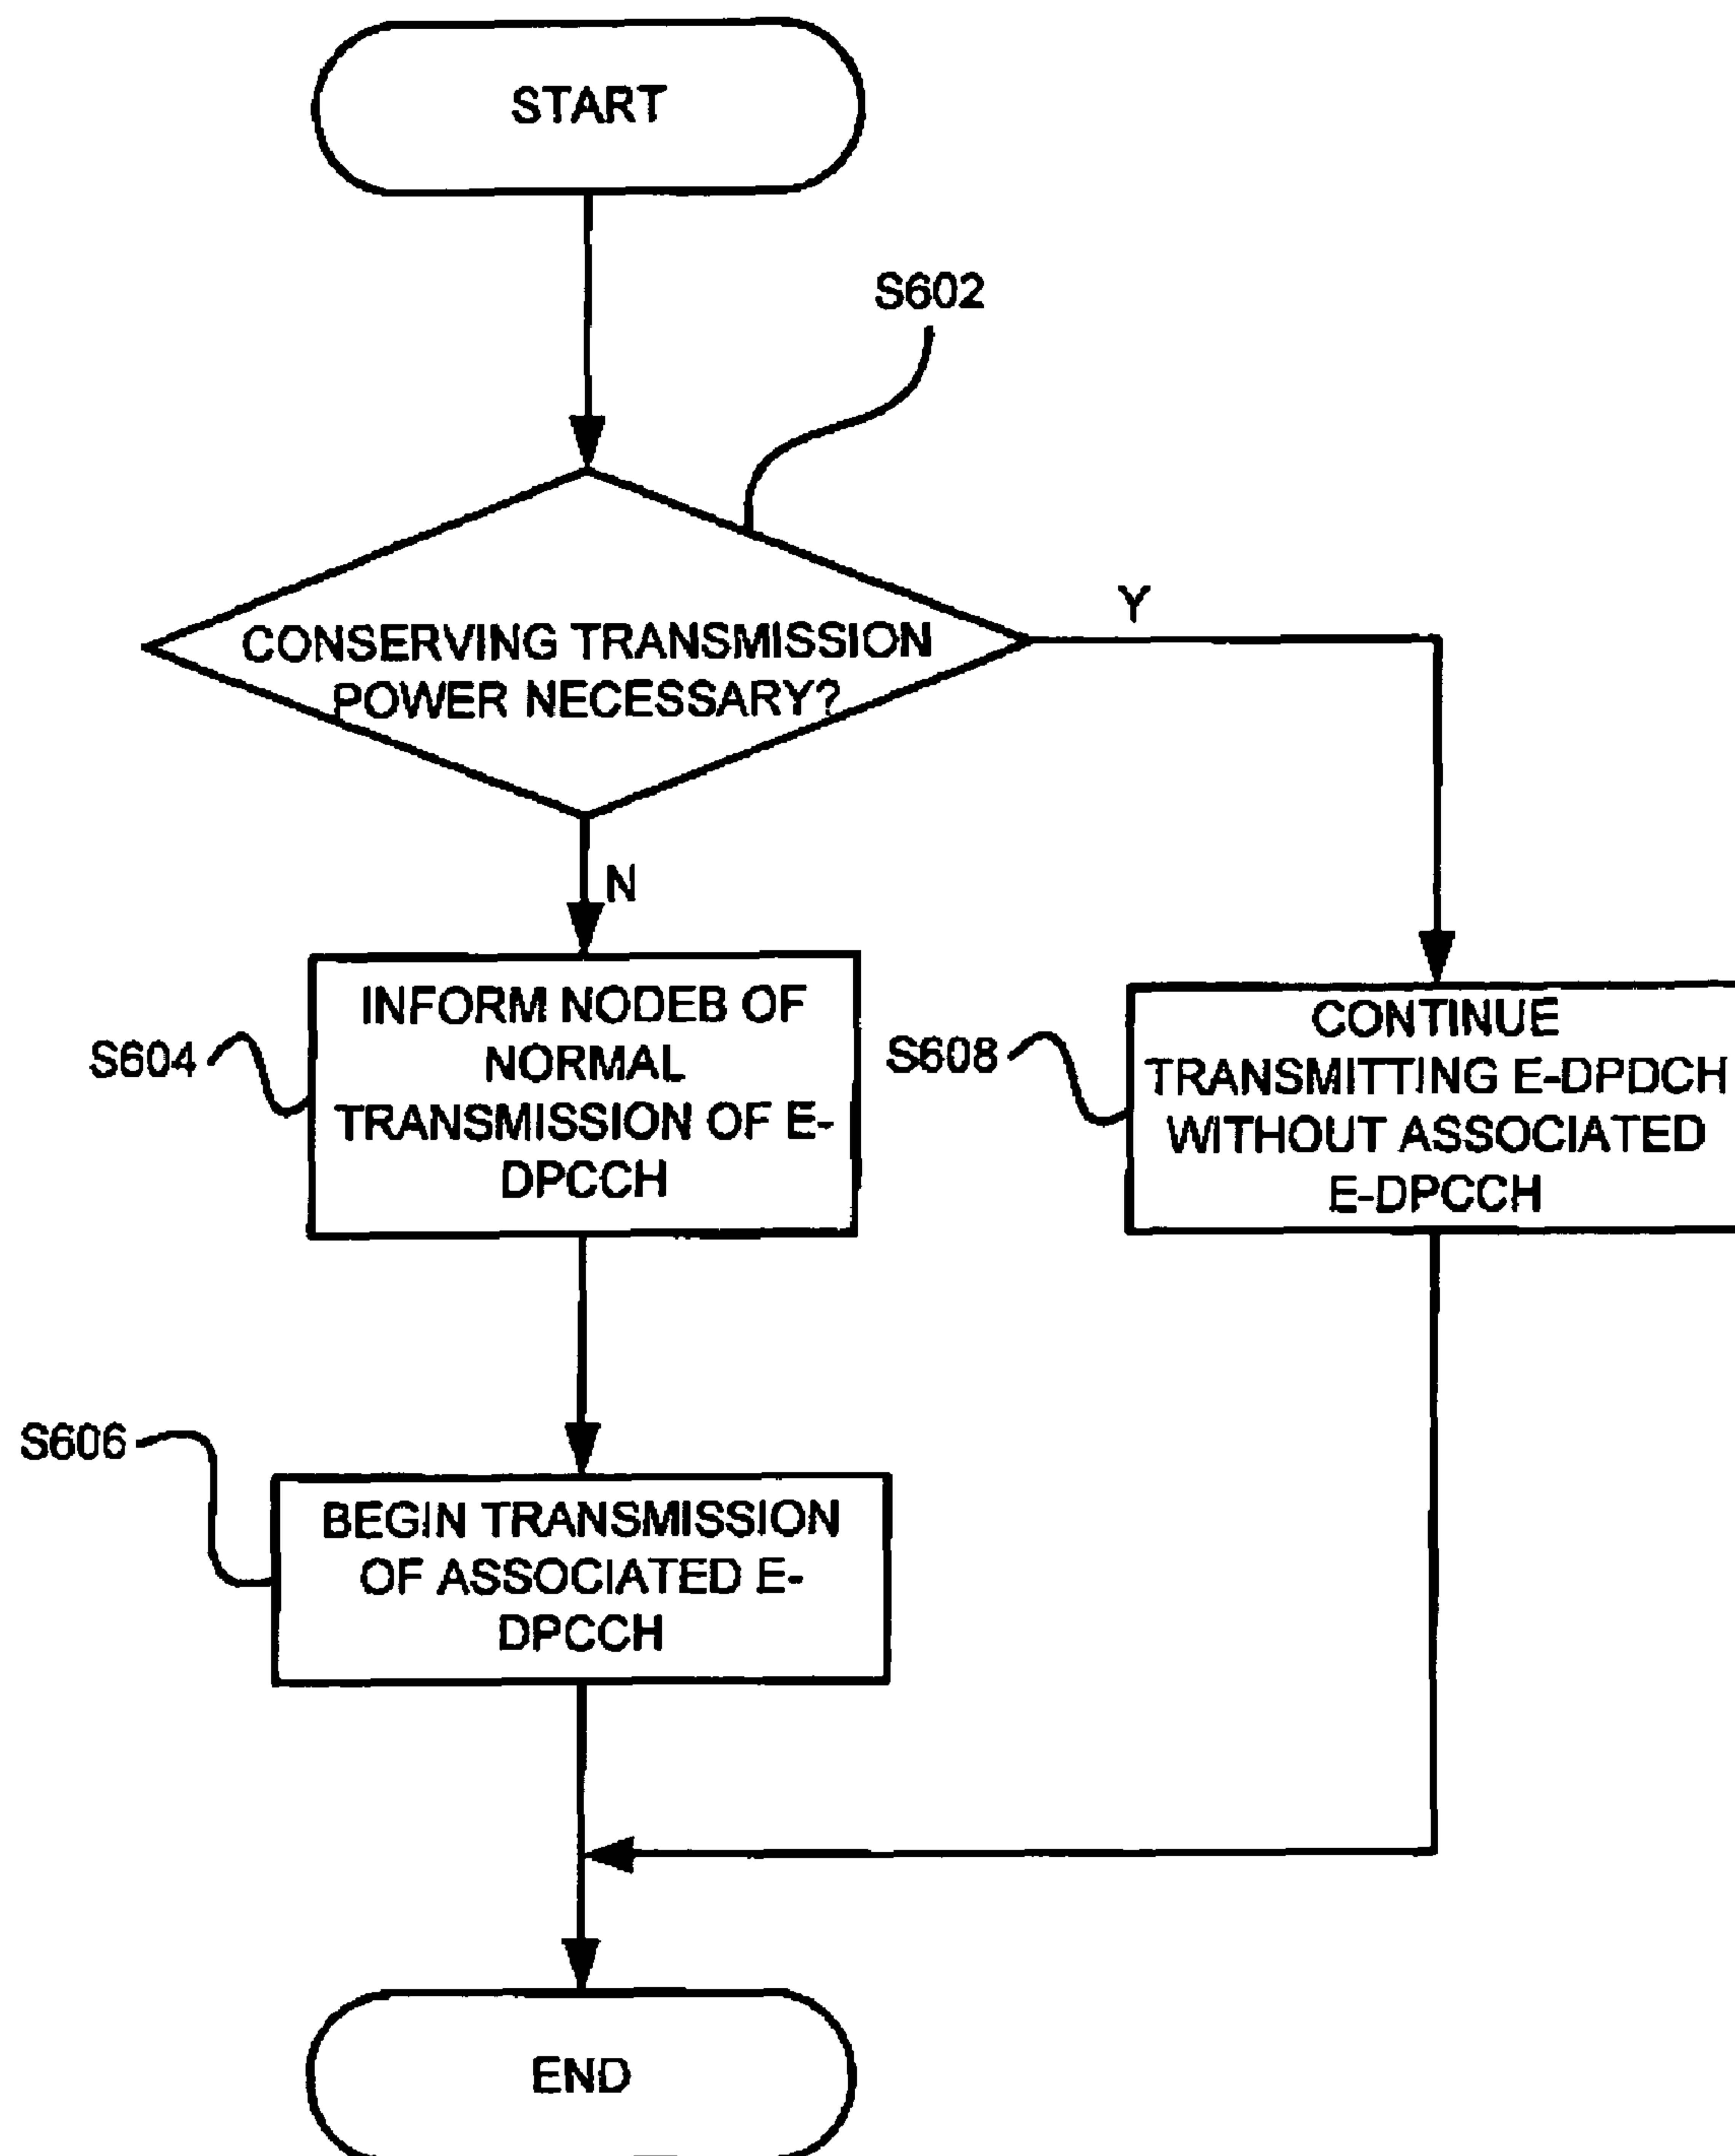 START
S602
CONSERVING TRANSMISSION
POWER NECESSARY?
Y
N
S604
INFORM NODEB OF
NORMAL
TRANSMISSION OF E-
DPCCH
S608
CONTINUE
TRANSMITTING E-DPDCH
WITHOUT ASSOCIATED
E-DPCCH
S606
BEGIN TRANSMISSION
OF ASSOCIATED E-
DPCCH
END